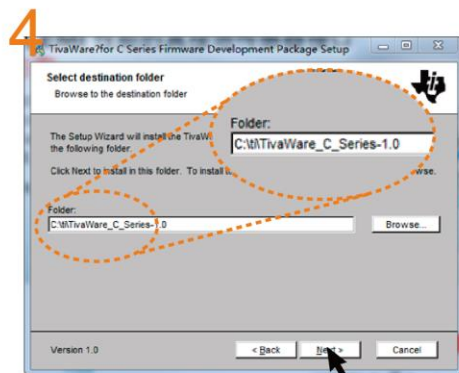 4
TivaWare?for C Series Firmware Development Package Setup
Select destination folder
Browse to the destination folder
The Setup Wizard will install the TivaW
the following folder.
Click Next to install in this folder. To install t
wse.
Folder:
C:\ti\TivaWare_C_Series-1.0
Folder:
C:\ti\TivaWare_C_Series-1.0
Browse...
Version 1.0
< Back
Next >
Cancel